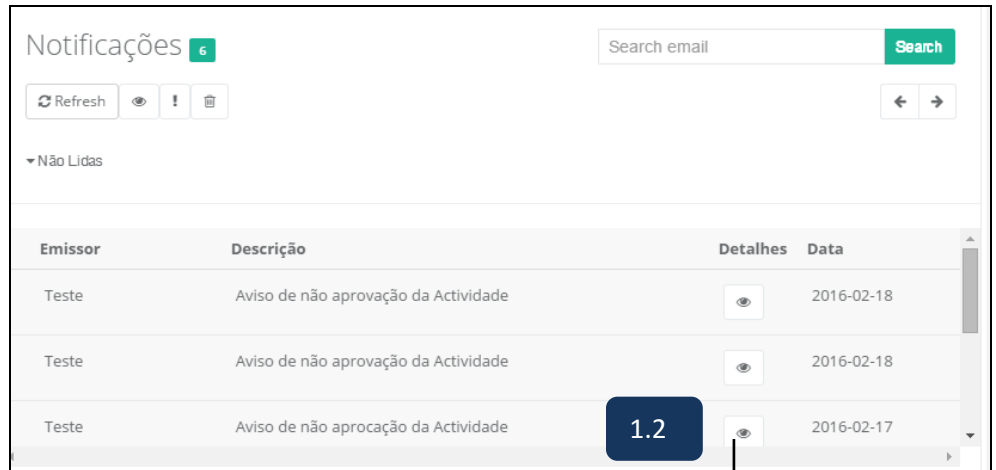 Notificações 6
Search email Search
Refresh !
Não Lidas
Emissor Descrição Detalhes Data
Teste Aviso de não aprovação da Actividade 2016-02-18
Teste Aviso de não aprovação da Actividade 2016-02-18
Teste Aviso de não aprocação da Actividade 1.2 2016-02-17